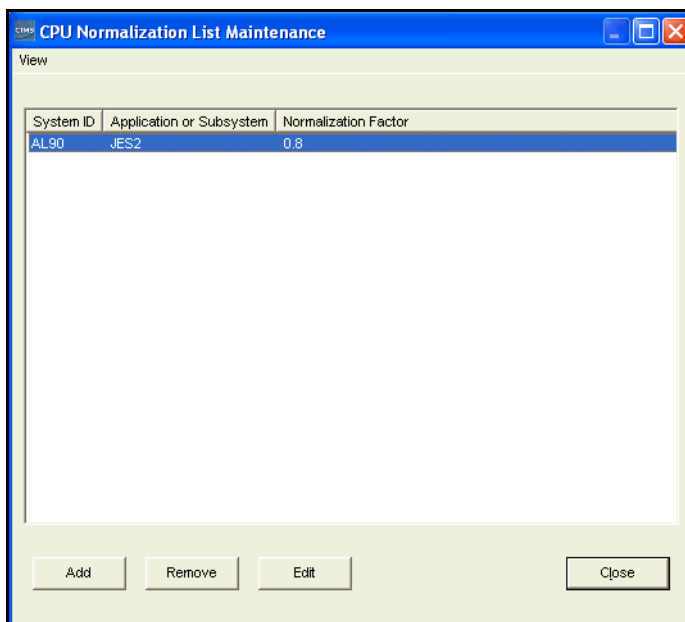 CIMS CPU Normalization List Maintenance
View
System ID Application or Subsystem Normalization Factor
AL90 JES2 0.8
Add Remove Edit Close